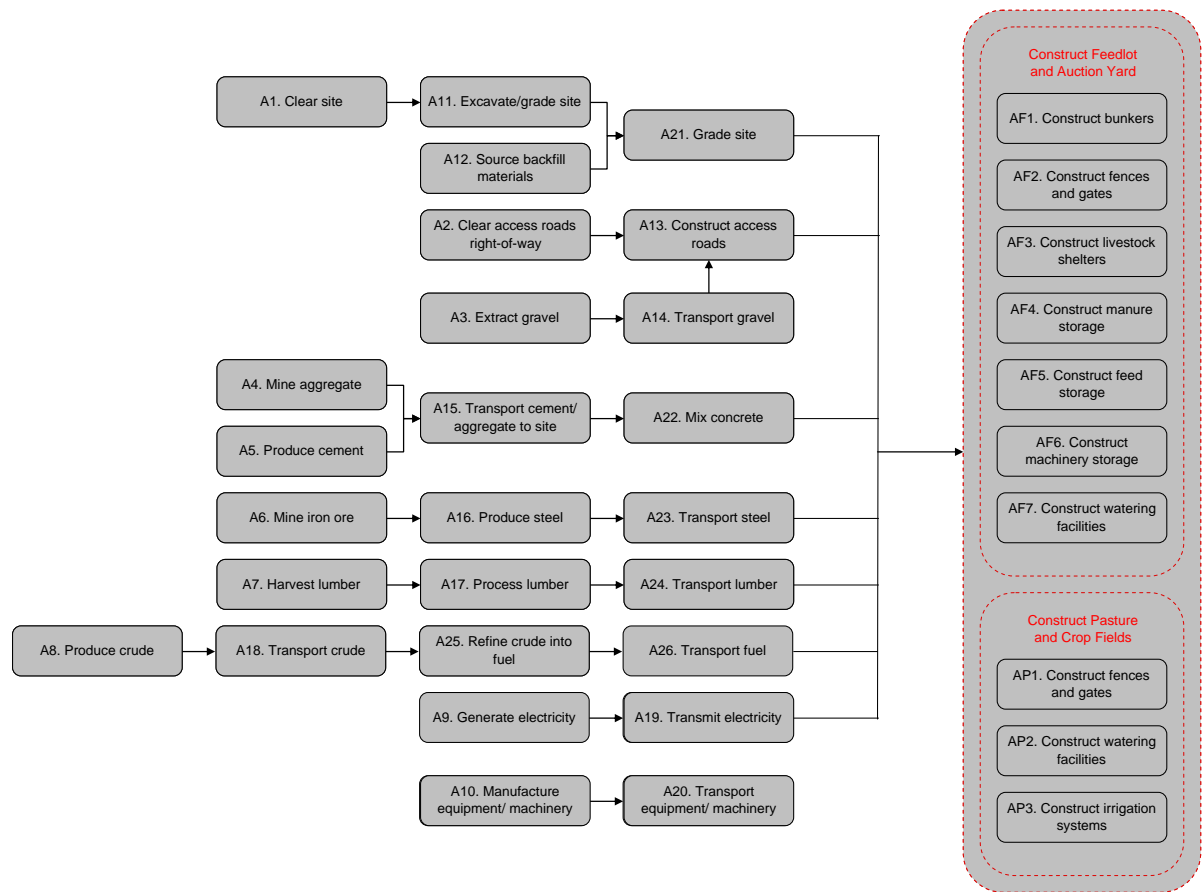 Construct Feedlot
and Auction Yard
A1. Clear site
A11. Excavate/grade site
A21. Grade site
AF1. Construct bunkers
A12. Source backfill
materials
AF2. Construct fences
and gates
A2. Clear access roads
right-of-way
A13. Construct access
roads
AF3. Construct livestock
shelters
A3. Extract gravel
A14. Transport gravel
AF4. Construct manure
storage
A4. Mine aggregate
AF5. Construct feed
storage
A15. Transport cement/
aggregate to site
A22. Mix concrete
A5. Produce cement
AF6. Construct
machinery storage
A6. Mine iron ore
A16. Produce steel
A23. Transport steel
AF7. Construct watering
facilities
A7. Harvest lumber
A17. Process lumber
A24. Transport lumber
Construct Pasture
and Crop Fields
A8. Produce crude
A18. Transport crude
A25. Refine crude into
fuel
A26. Transport fuel
AP1. Construct fences
and gates
A9. Generate electricity
A19. Transmit electricity
AP2. Construct watering
facilities
A10. Manufacture
equipment/ machinery
A20. Transport
equipment/ machinery
AP3. Construct irrigation
systems